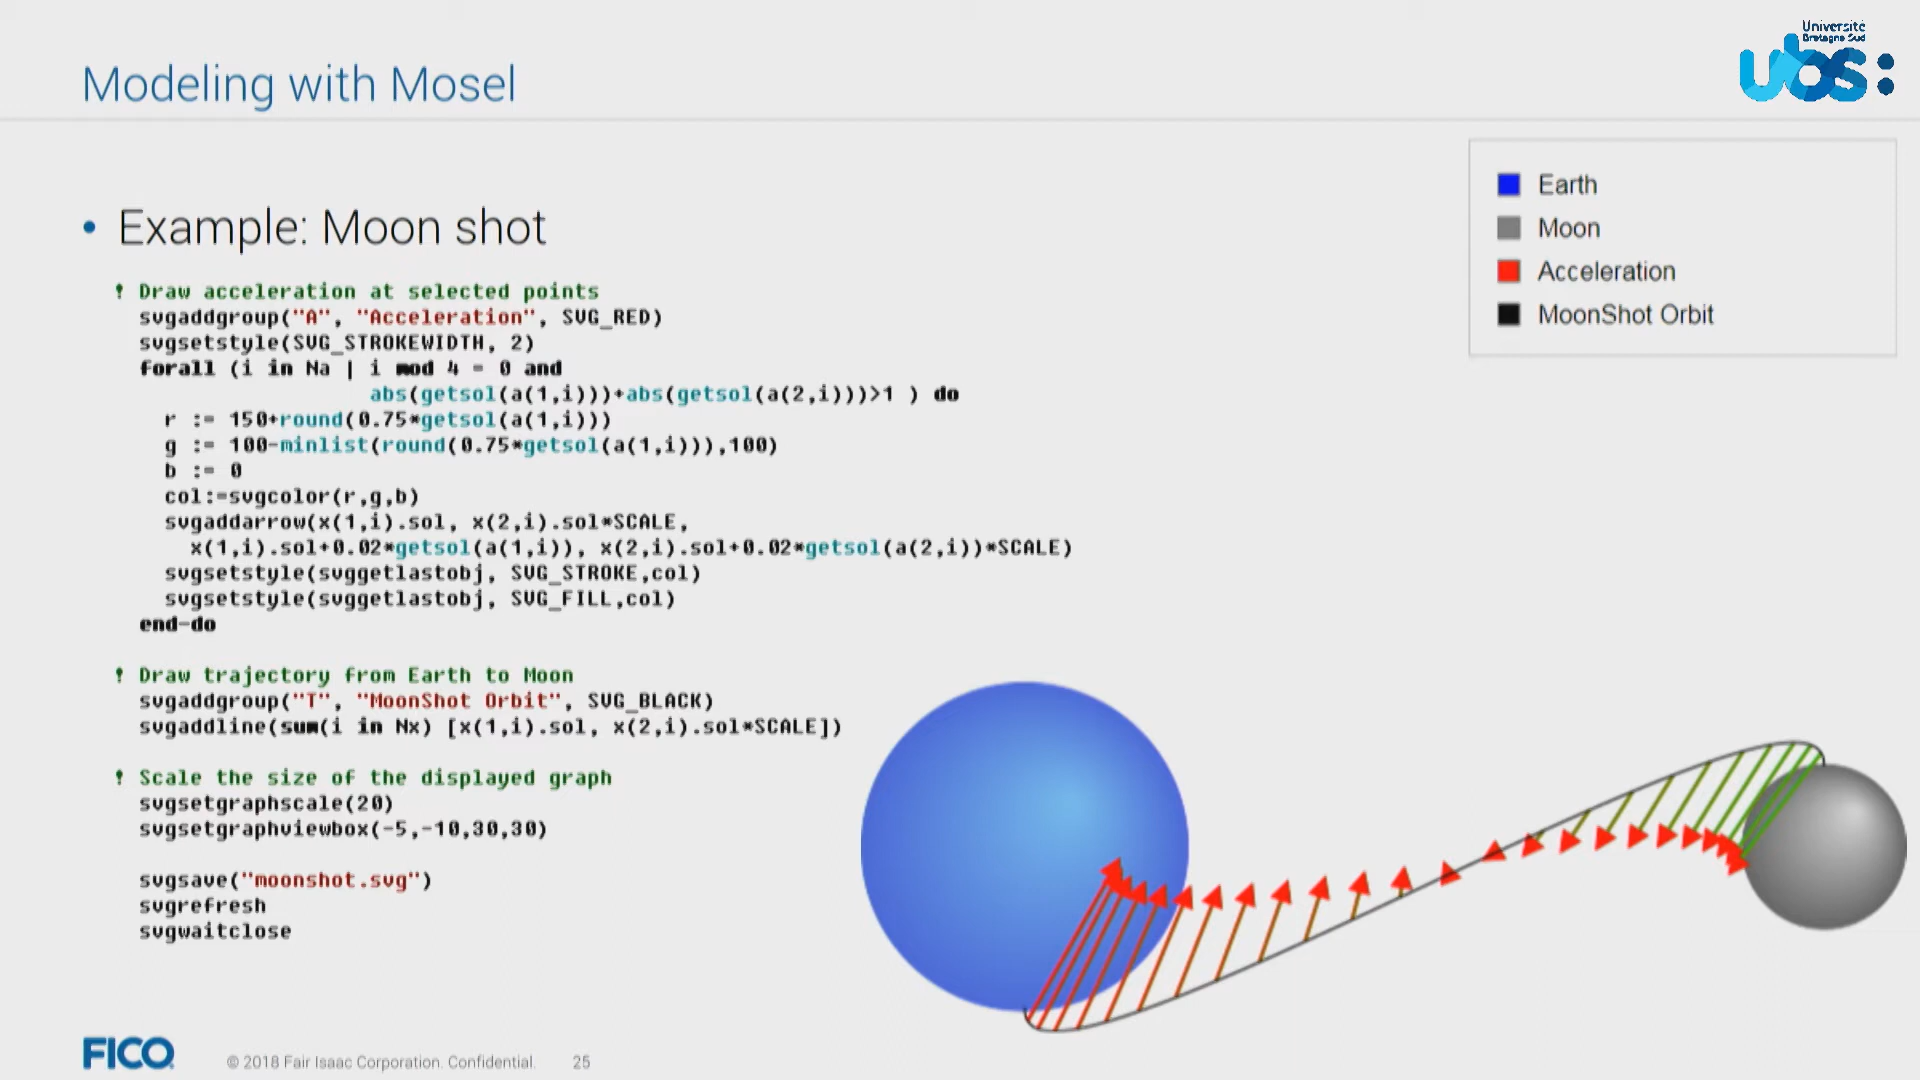 Modeling with Mosel
Université
Bretagne Sud
ubs:
• Example: Moon shot
! Draw acceleration at selected points
svgaddgroup("A", "Acceleration", SVG_RED)
svgsetstyle(SVG_STROKEWIDTH, 2)
forall (i in Na | i mod 4 = 0 and
abs(getsol(a(1,i)))+abs(getsol(a(2,i)))>1 ) do
r := 150+round(0.75*getsol(a(1,i)))
g := 100-minlist(round(0.75*getsol(a(1,i))),100)
b := 0
col:=svgcolor(r,g,b)
svgaddarrow(x(1,i).sol, x(2,i).sol*SCALE,
x(1,i).sol+0.02*getsol(a(1,i)), x(2,i).sol+0.02*getsol(a(2,i))*SCALE)
svgsetstyle(svggetlastobj, SVG_STROKE,col)
svgsetstyle(svggetlastobj, SVG_FILL,col)
end-do
! Draw trajectory from Earth to Moon
svgaddgroup("T", "MoonShot Orbit", SVG_BLACK)
svgaddline(sum(i in Nx) [x(1,i).sol, x(2,i).sol*SCALE])
! Scale the size of the displayed graph
svgsetgraphscale(20)
svgsetgraphviewbox(-5,-10,30,30)
svgsave("moonshot.svg")
svgrefresh
svgwaitclose
Earth
Moon
Acceleration
MoonShot Orbit
FICO
© 2018 Fair Isaac Corporation. Confidential.
25